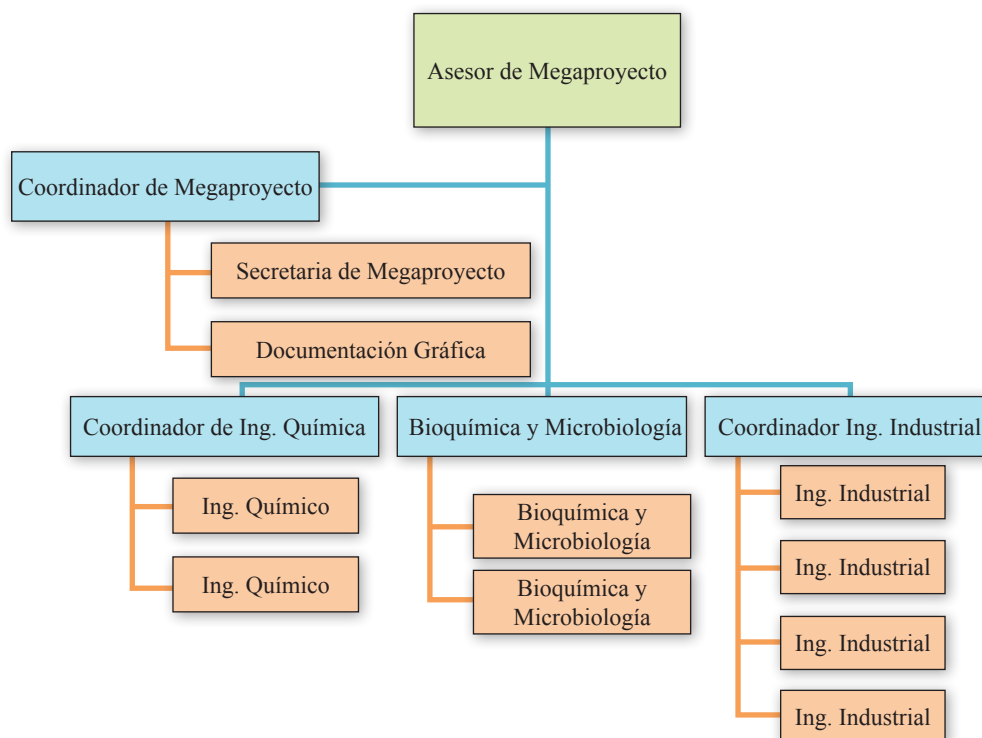 Asesor de Megaproyecto
Coordinador de Megaproyecto
Secretaria de Megaproyecto
Documentación Gráfica
Coordinador de Ing. Química
Ing. Químico
Ing. Químico
Bioquímica y Microbiología
Bioquímica y
Microbiología
Bioquímica y
Microbiología
Coordinador Ing. Industrial
Ing. Industrial
Ing. Industrial
Ing. Industrial
Ing. Industrial